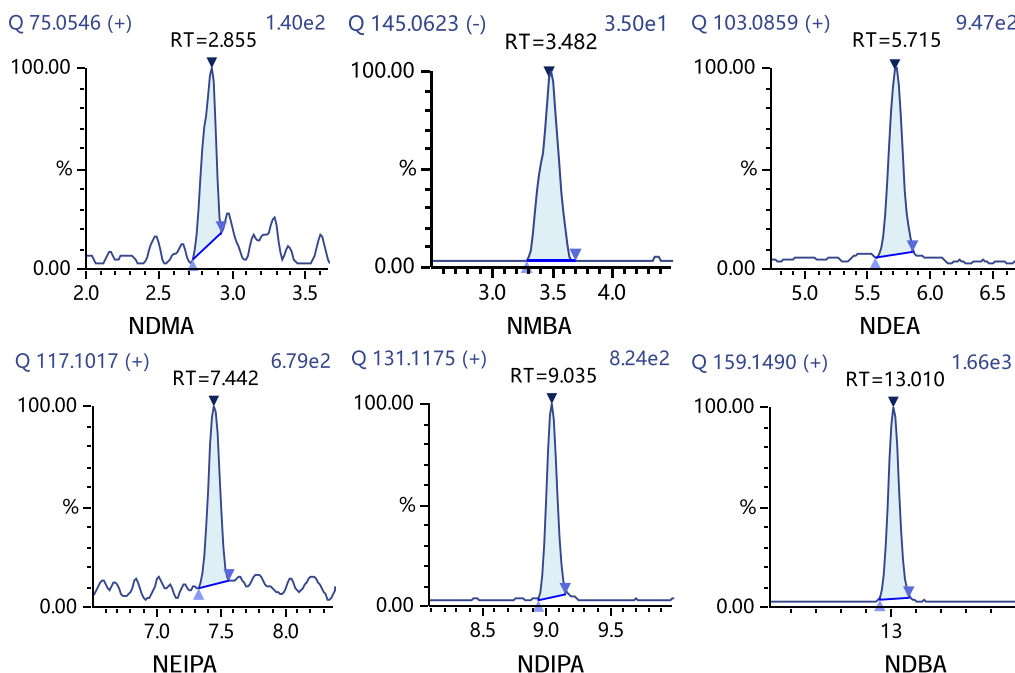 Q 75.0546 (+) 1.40e2
RT=2.855
100.00
%
0.00
2.0 2.5 3.0 3.5
NDMA
Q 145.0623 (-) 3.50e1
RT=3.482
100.00
%
0.00
3.0 3.5 4.0
NMBA
Q 103.0859 (+) 9.47e2
RT=5.715
100.00
%
0.00
5.0 5.5 6.0 6.5
NDEA
Q 117.1017 (+) 6.79e2
RT=7.442
100.00
%
0.00
7.0 7.5 8.0
NEIPA
Q 131.1175 (+) 8.24e2
RT=9.035
100.00
%
0.00
8.5 9.0 9.5
NDIPA
Q 159.1490 (+) 1.66e3
RT=13.010
100.00
%
0.00
13
NDBA